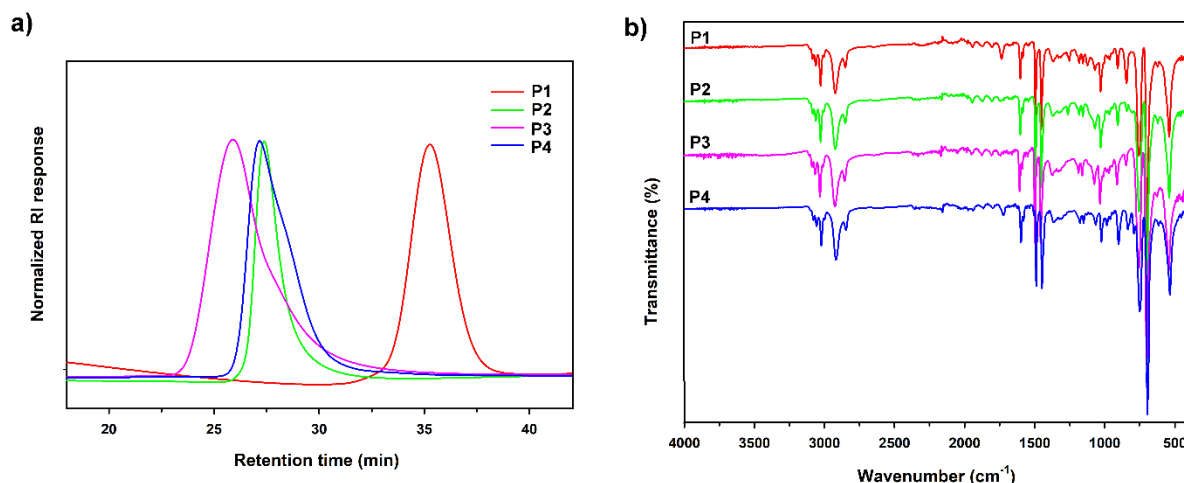 a)
P1
P2
P3
P4
Normalized RI response
20 25 30 35 40
Retention time (min)
b)
P1
P2
P3
P4
Transmittance (%)
4000 3500 3000 2500 2000 1500 1000 500
Wavenumber (cm⁻¹)